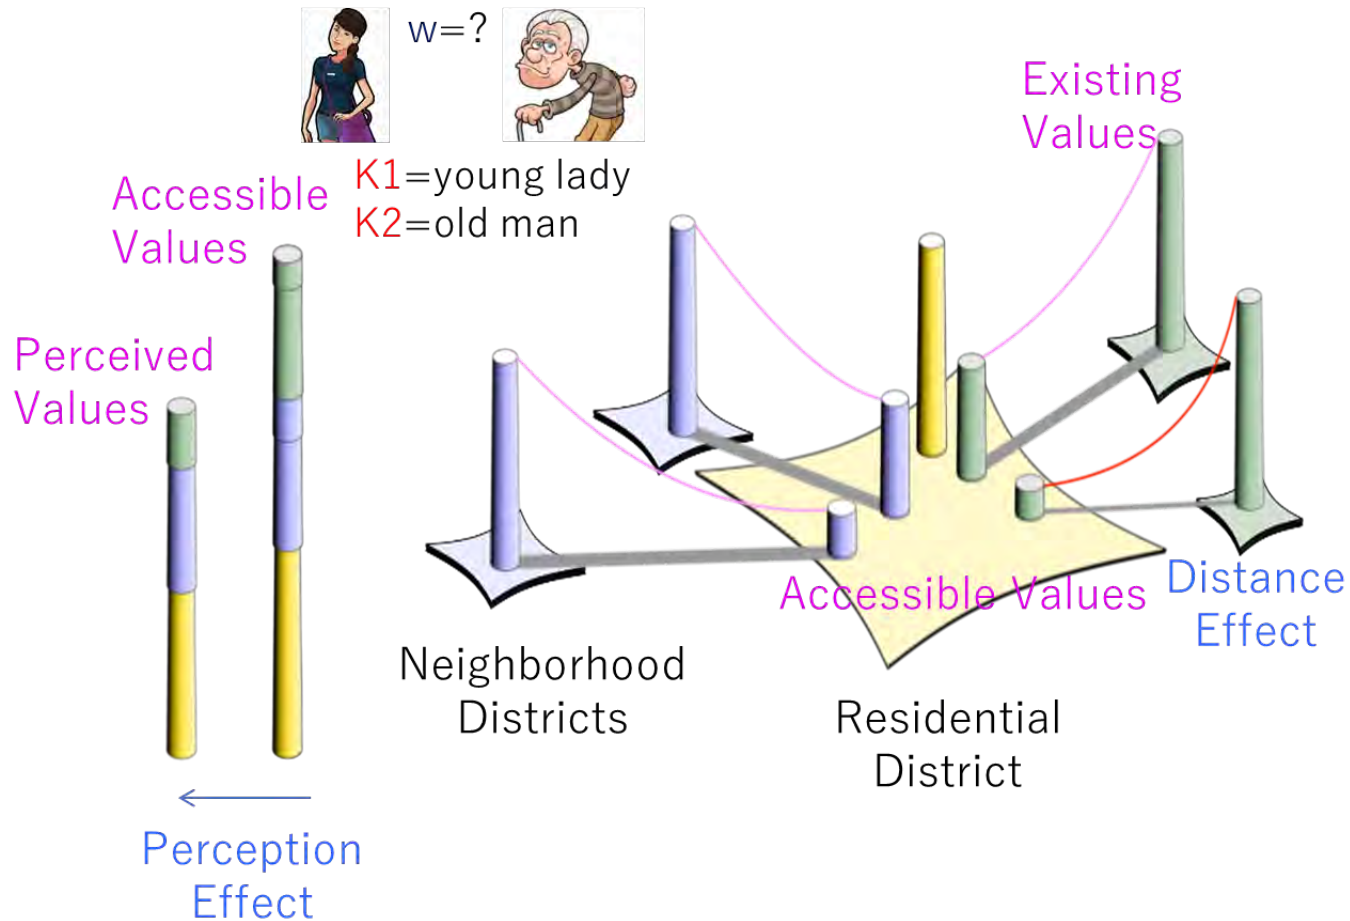 w=?
K1=young lady
K2=old man
Existing
Values
Accessible
Values
Perceived
Values
Accessible Values
Distance
Effect
Neighborhood
Districts
Residential
District
Perception
Effect